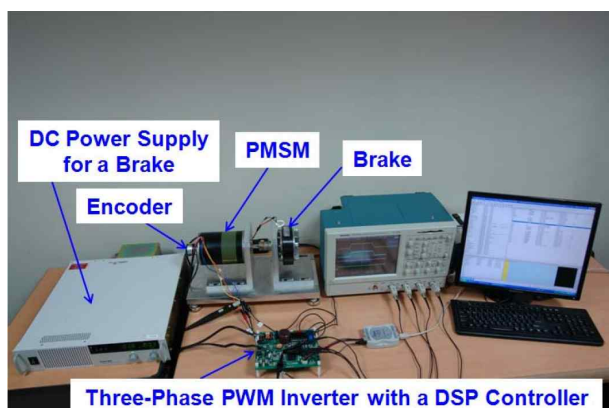 DC Power Supply
for a Brake
PMSM
Brake
Encoder
Three-Phase PWM Inverter with a DSP Controller